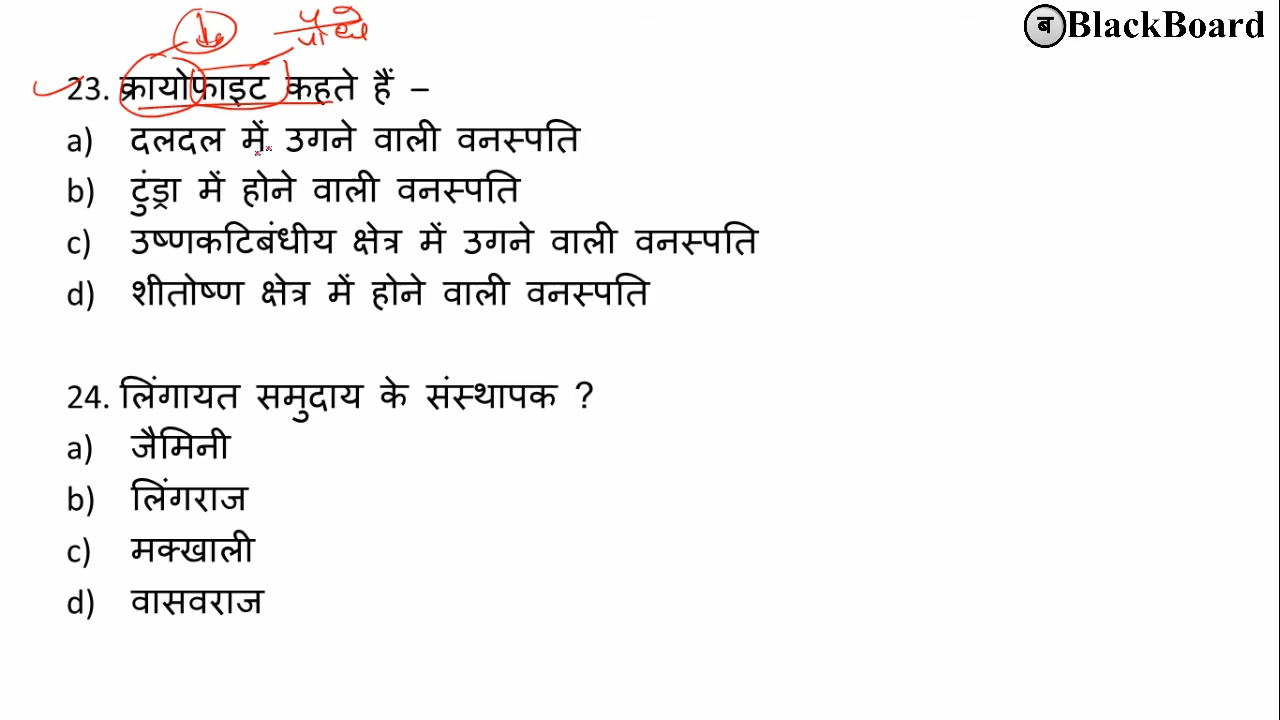 ब BlackBoard
23. क्रायोफाइट कहते हैं –
a) दलदल में उगने वाली वनस्पति
b) टुंड्रा में होने वाली वनस्पति
c) उष्णकटिबंधीय क्षेत्र में उगने वाली वनस्पति
d) शीतोष्ण क्षेत्र में होने वाली वनस्पति
24. लिंगायत समुदाय के संस्थापक ?
a) जैमिनी
b) लिंगराज
c) मक्खाली
d) वासवराज